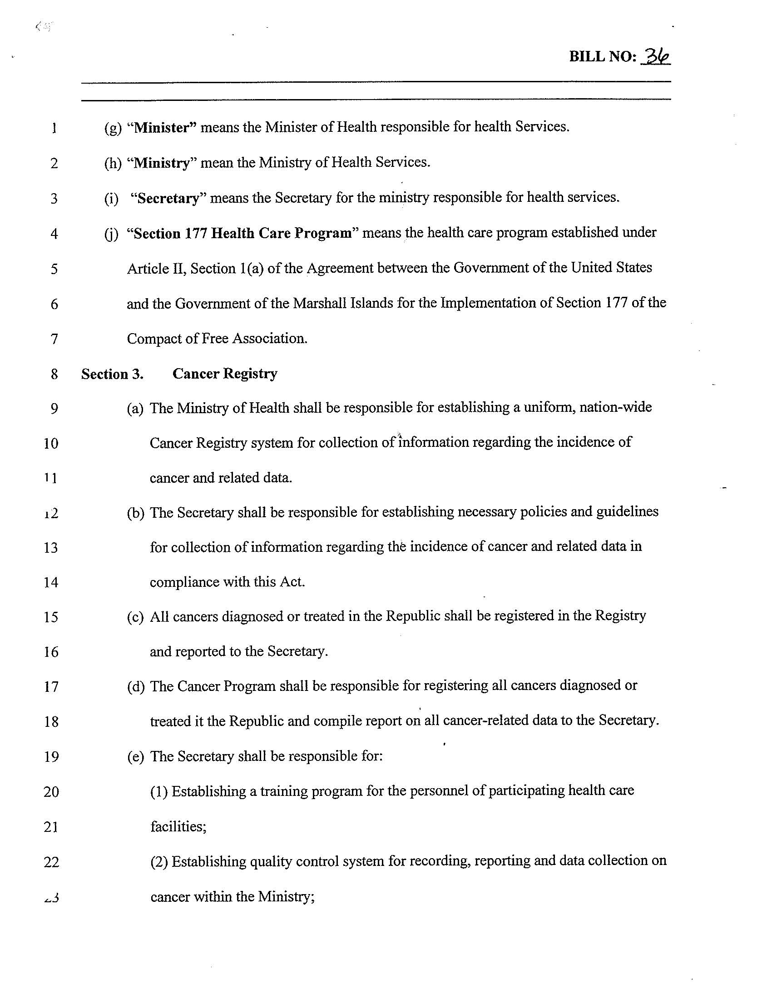 BILL NO: 36
1 (g) “Minister” means the Minister of Health responsible for health Services.
2 (h) “Ministry” mean the Ministry of Health Services.
3 (i) “Secretary” means the Secretary for the ministry responsible for health services.
4 (j) “Section 177 Health Care Program” means the health care program established under
5 Article II, Section 1(a) of the Agreement between the Government of the United States
6 and the Government of the Marshall Islands for the Implementation of Section 177 of the
7 Compact of Free Association.
8 Section 3. Cancer Registry
9 (a) The Ministry of Health shall be responsible for establishing a uniform, nation-wide
10 Cancer Registry system for collection of information regarding the incidence of
11 cancer and related data.
12 (b) The Secretary shall be responsible for establishing necessary policies and guidelines
13 for collection of information regarding the incidence of cancer and related data in
14 compliance with this Act.
15 (c) All cancers diagnosed or treated in the Republic shall be registered in the Registry
16 and reported to the Secretary.
17 (d) The Cancer Program shall be responsible for registering all cancers diagnosed or
18 treated it the Republic and compile report on all cancer-related data to the Secretary.
19 (e) The Secretary shall be responsible for:
20 (1) Establishing a training program for the personnel of participating health care
21 facilities;
22 (2) Establishing quality control system for recording, reporting and data collection on
23 cancer within the Ministry;